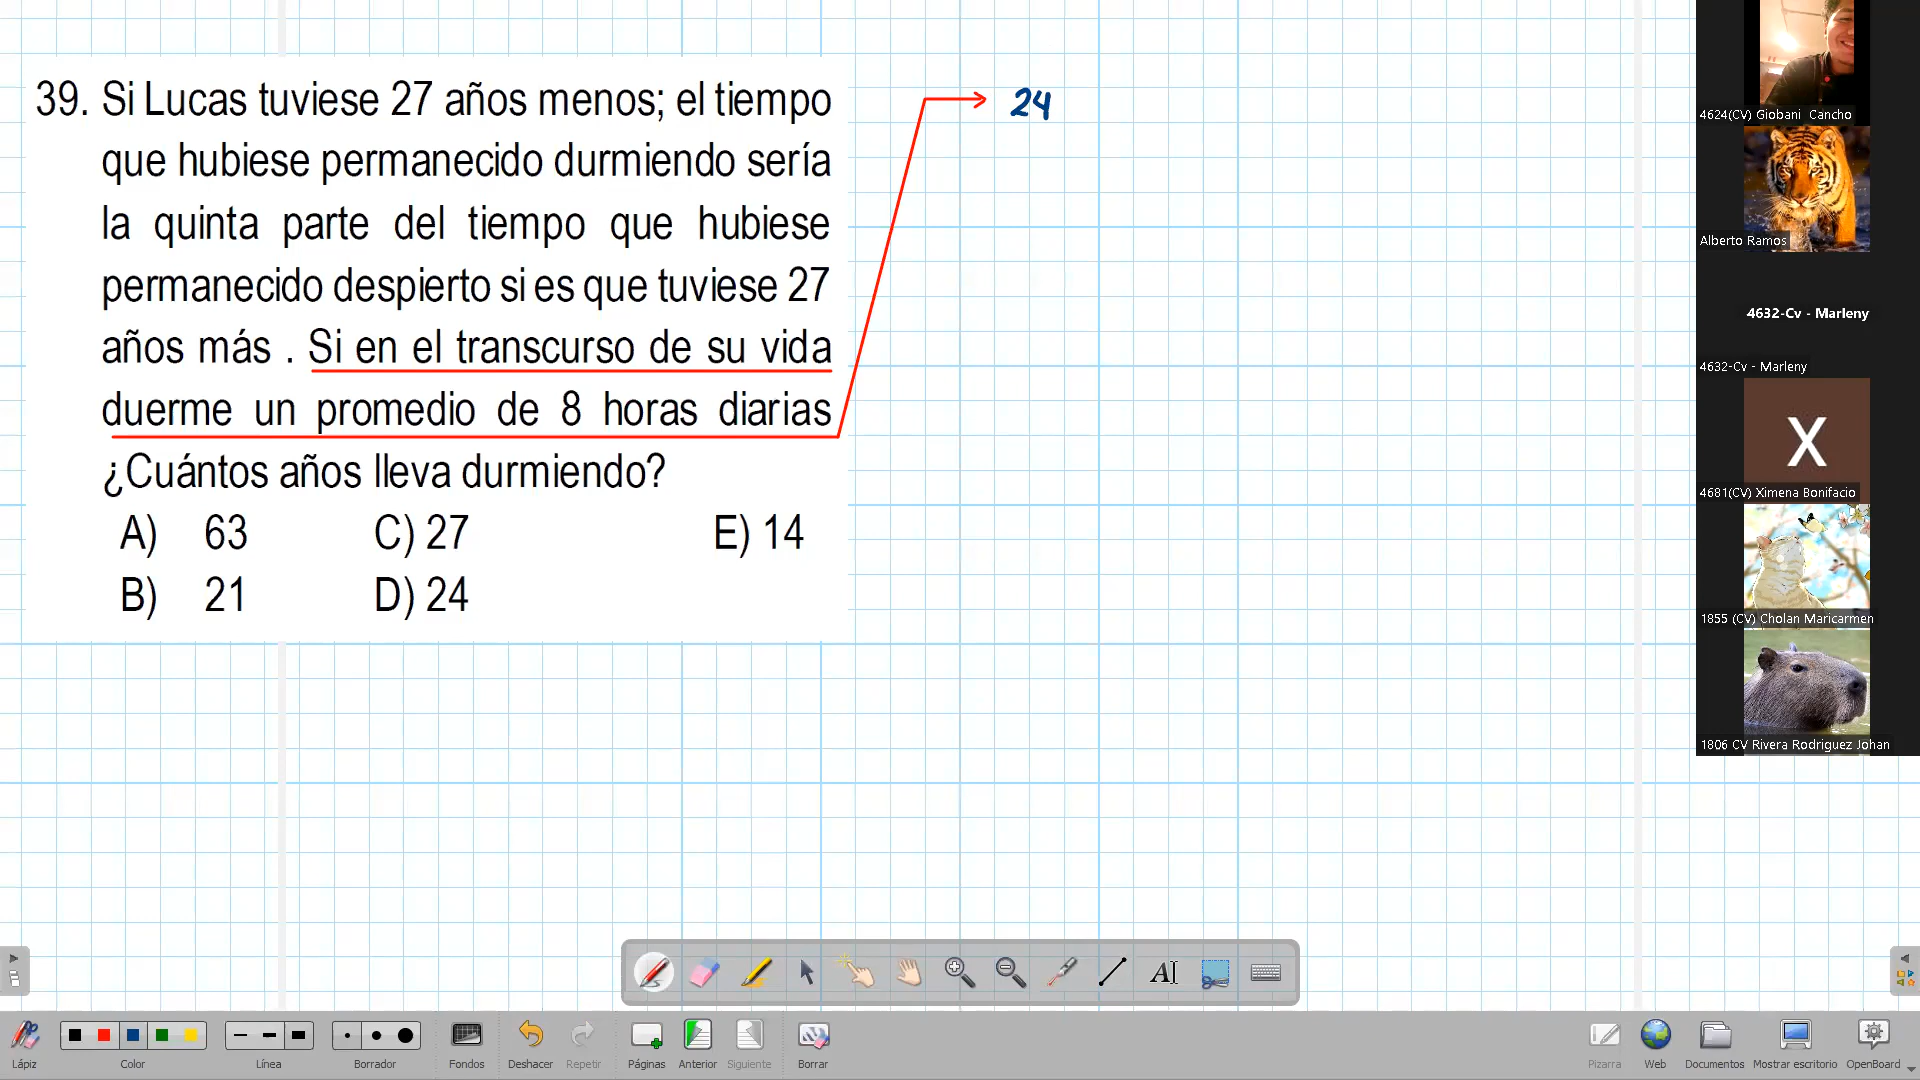 39. Si Lucas tuviese 27 años menos; el tiempo
que hubiese permanecido durmiendo sería
la quinta parte del tiempo que hubiese
permanecido despierto si es que tuviese 27
años más . Si en el transcurso de su vida
duerme un promedio de 8 horas diarias
¿Cuántos años lleva durmiendo?
A) 63 C) 27 E) 14
B) 21 D) 24
24
4624(CV) Giobani Cancho
Alberto Ramos
4632-Cv - Marleny
4632-Cv - Marleny
X
4681(CV) Ximena Bonifacio
1855 (CV) Cholan Maricarmen
1806 CV Rivera Rodriguez Johan
AI
Lápiz Color Línea Borrador Fondos Deshacer Repetir Páginas Anterior Siguiente Borrar Pizarra Web Documentos Mostrar escritorio OpenBoard